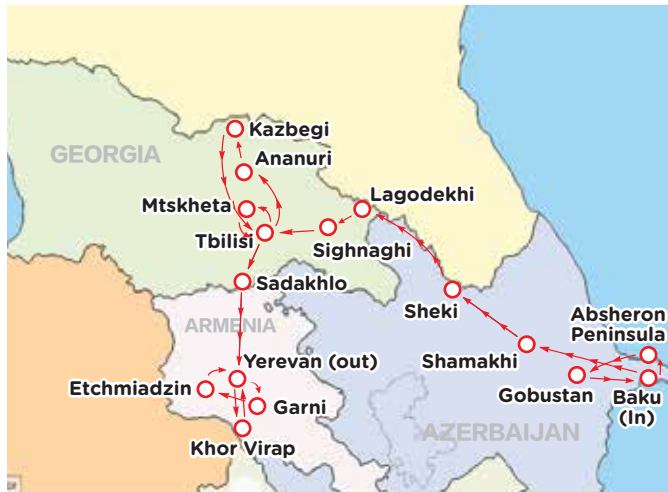 Kazbegi
GEORGIA
Ananuri
Mtskheta
Lagodekhi
Tbilisi
Sighnaghi
Sadakhlo
Sheki
Absheron
Peninsula
ARMENIA
Shamakhi
Yerevan (out)
Etchmiadzin
Gobustan
Baku
(In)
Garni
AZERBAIJAN
Khor Virap